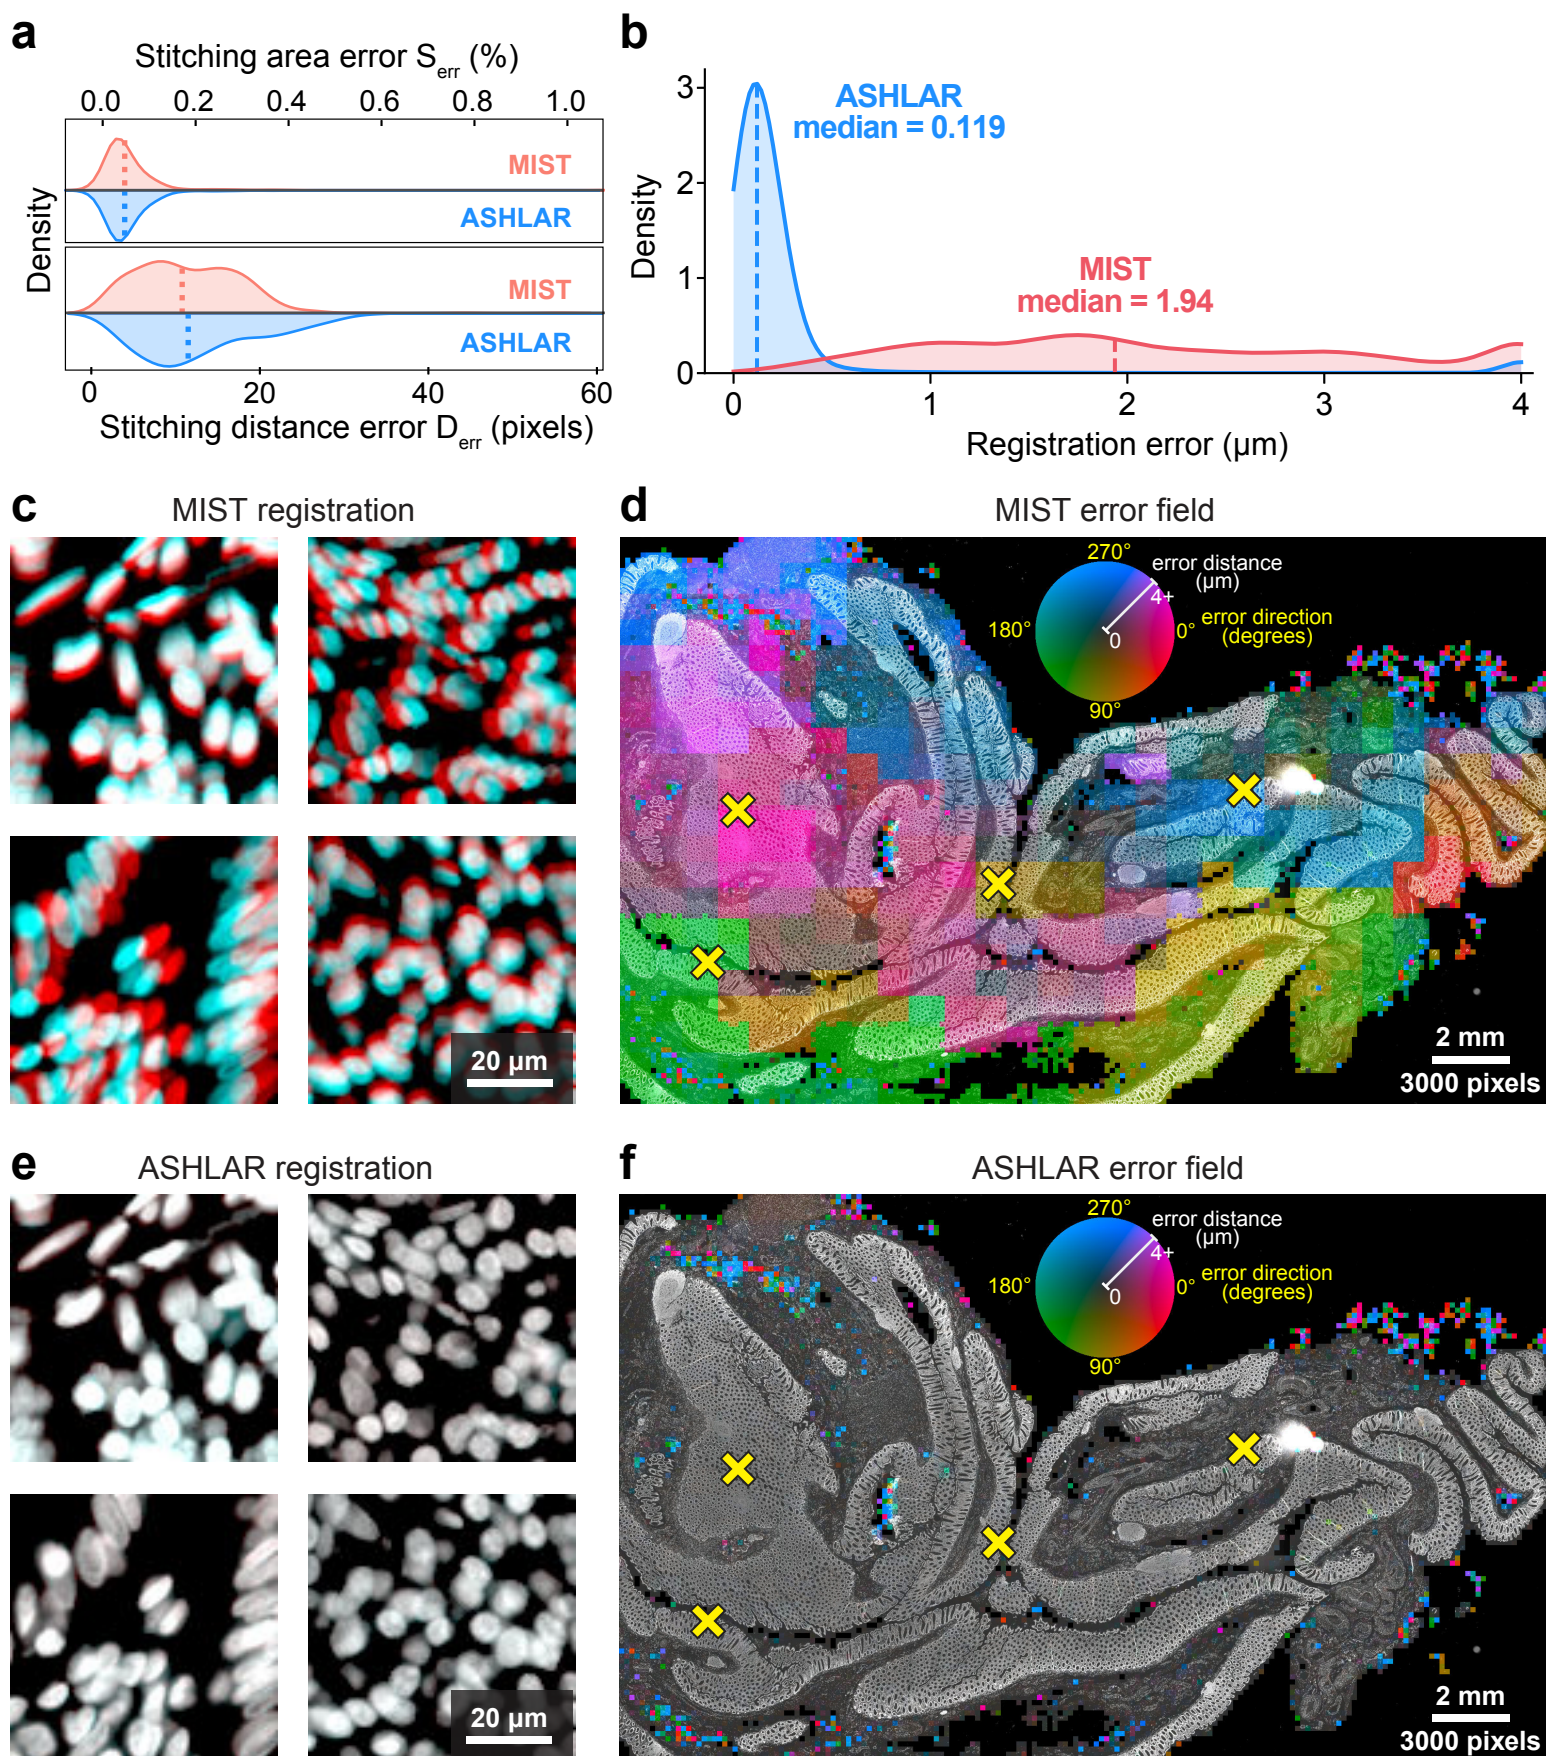 a
Stitching area error Serr (%)
0.0 0.2 0.4 0.6 0.8 1.0
MIST
ASHLAR
MIST
ASHLAR
Density
0 20 40 60
Stitching distance error Derr (pixels)
b
3
2
1
0
Density
ASHLAR
median = 0.119
MIST
median = 1.94
0 1 2 3 4
Registration error (µm)
c
MIST registration
20 µm
d
MIST error field
270°
error distance
(µm)
4+
180°
0
0° error direction
(degrees)
90°
2 mm
3000 pixels
e
ASHLAR registration
20 µm
f
ASHLAR error field
270°
error distance
(µm)
4+
180°
0
0° error direction
(degrees)
90°
2 mm
3000 pixels